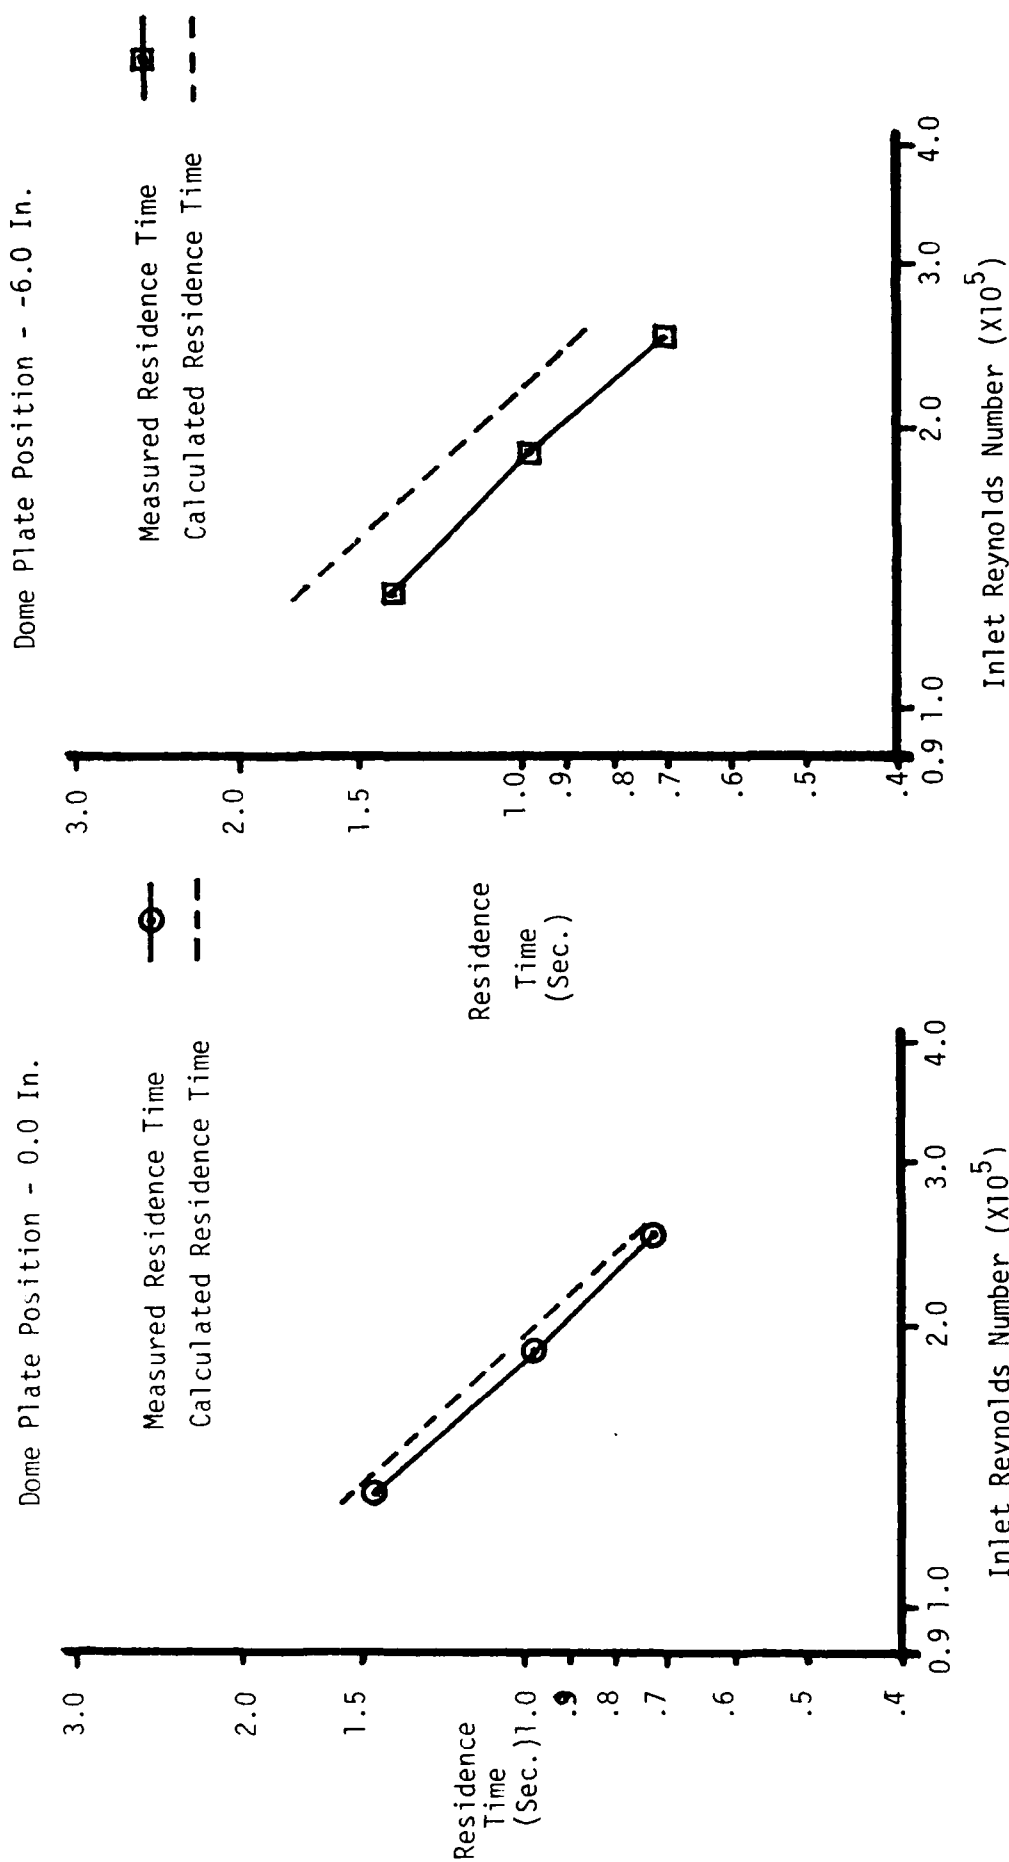 Dome Plate Position - 0.0 In.
Measured Residence Time
Calculated Residence Time
3.0
2.0
1.5
Residence
Time
(Sec.)
1.0
.9
.8
.7
.6
.5
.4
0.9 1.0 2.0 3.0 4.0
Inlet Reynolds Number (X10⁵)
Dome Plate Position - -6.0 In.
Measured Residence Time
Calculated Residence Time
3.0
2.0
1.5
Residence
Time
(Sec.)
1.0
.9
.8
.7
.6
.5
.4
0.9 1.0 2.0 3.0 4.0
Inlet Reynolds Number (X10⁵)